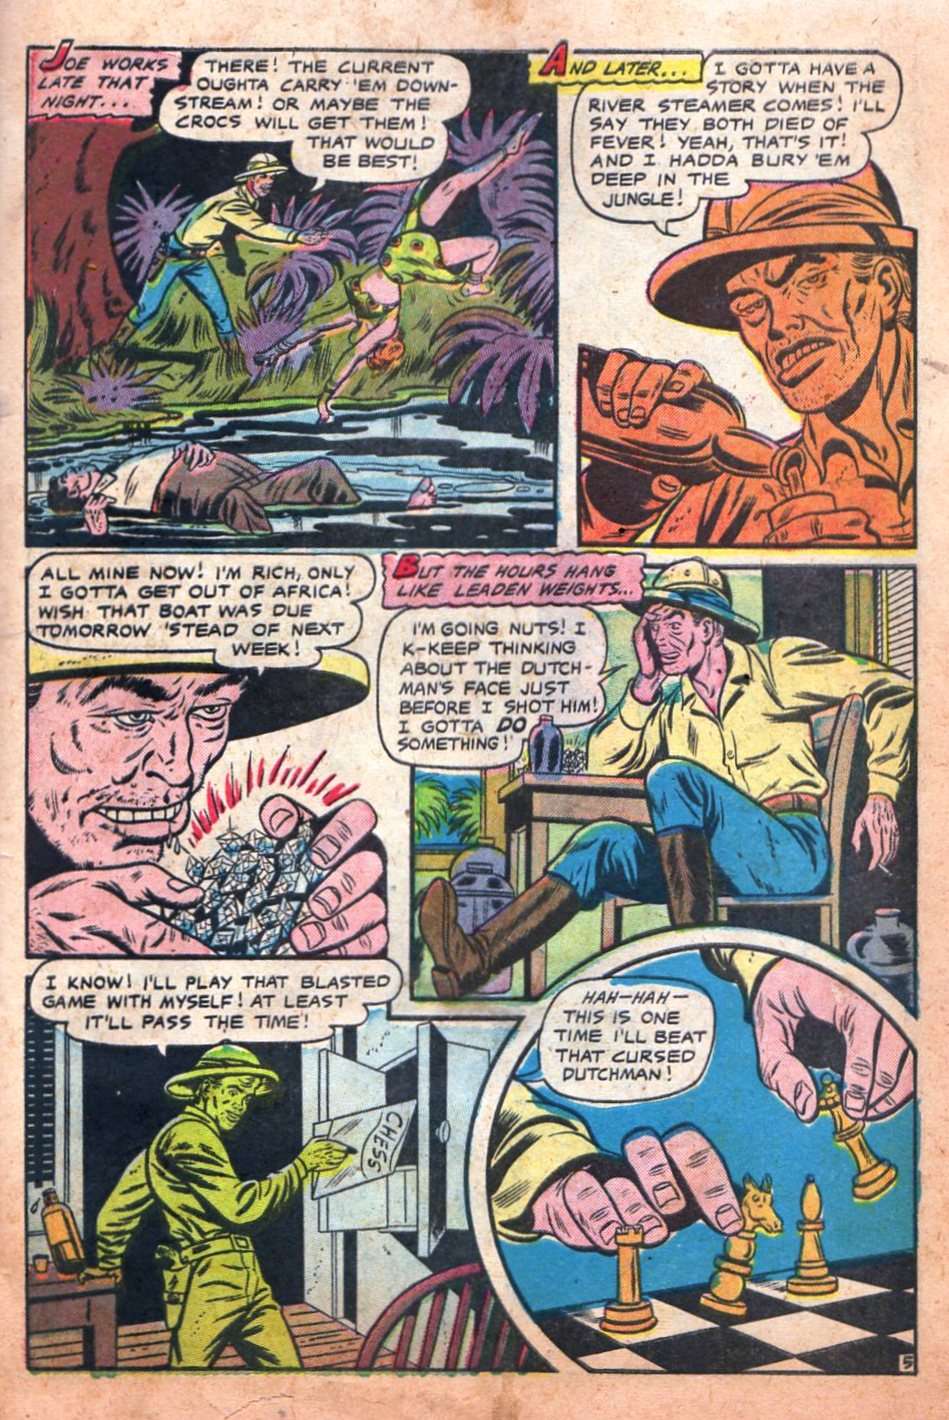 JOE WORKS
LATE THAT
NIGHT...
THERE! THE CURRENT
OUGHTA CARRY 'EM DOWN-
STREAM! OR MAYBE THE
CROCS WILL GET THEM!
THAT WOULD
BE BEST!
AND LATER...
I GOTTA HAVE A
STORY WHEN THE
RIVER STEAMER COMES! I'LL
SAY THEY BOTH DIED OF
FEVER! YEAH, THAT'S IT!
AND I HADDA BURY 'EM
DEEP IN THE
JUNGLE!
ALL MINE NOW! I'M RICH, ONLY
I GOTTA GET OUT OF AFRICA!
WISH THAT BOAT WAS DUE
TOMORROW 'STEAD OF NEXT
WEEK!
BUT THE HOURS HANG
LIKE LEADEN WEIGHTS...
I'M GOING NUTS! I
K-KEEP THINKING
ABOUT THE DUTCH-
MAN'S FACE JUST
BEFORE I SHOT HIM!
I GOTTA DO
SOMETHING!
I KNOW! I'LL PLAY THAT BLASTED
GAME WITH MYSELF! AT LEAST
IT'LL PASS THE TIME!
CHESS
HAH-HAH-
THIS IS ONE
TIME I'LL BEAT
THAT CURSED
DUTCHMAN!
5